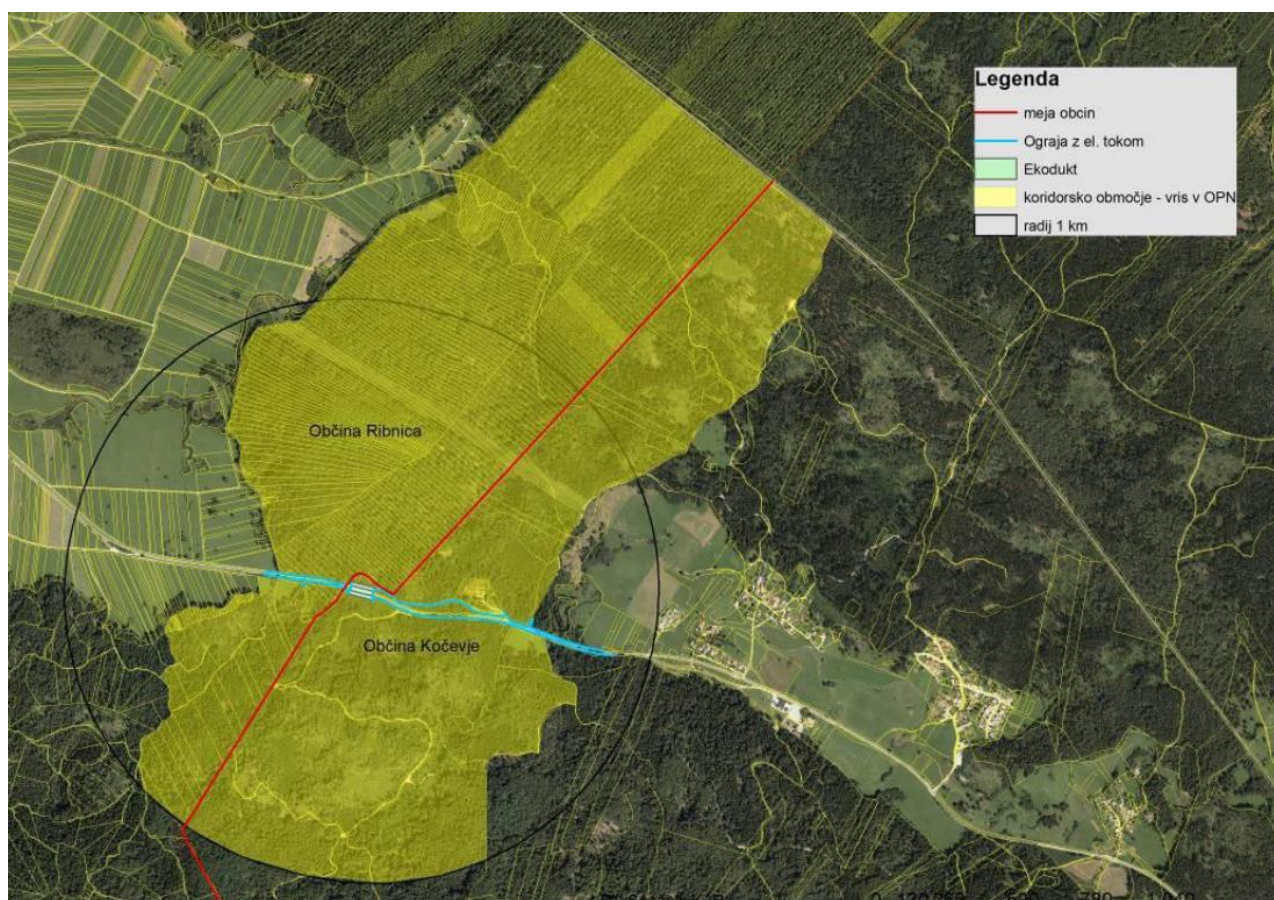 Legenda
meja obcin
Ograja z el. tokom
Ekodukt
koridorsko območje - vris v OPN
radij 1 km
Občina Ribnica
Občina Kočevje